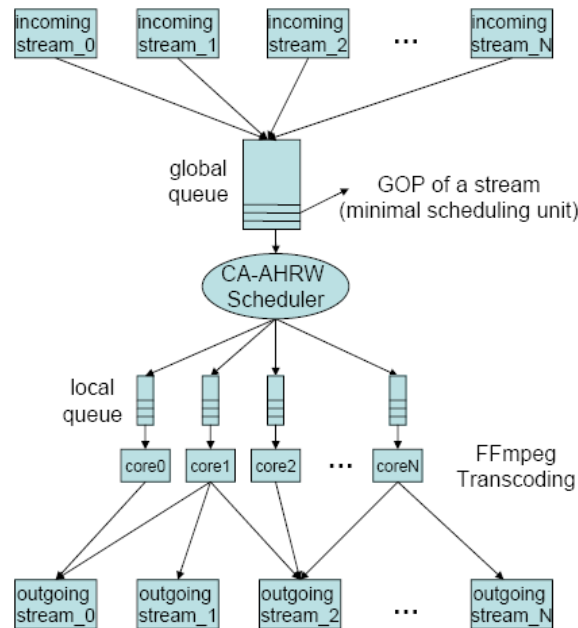 incoming
stream_0
incoming
stream_1
incoming
stream_2
...
incoming
stream_N
global
queue
GOP of a stream
(minimal scheduling unit)
CA-AHRW
Scheduler
local
queue
core0
core1
core2
...
coreN
FFmpeg
Transcoding
outgoing
stream_0
outgoing
stream_1
outgoing
stream_2
...
outgoing
stream_N